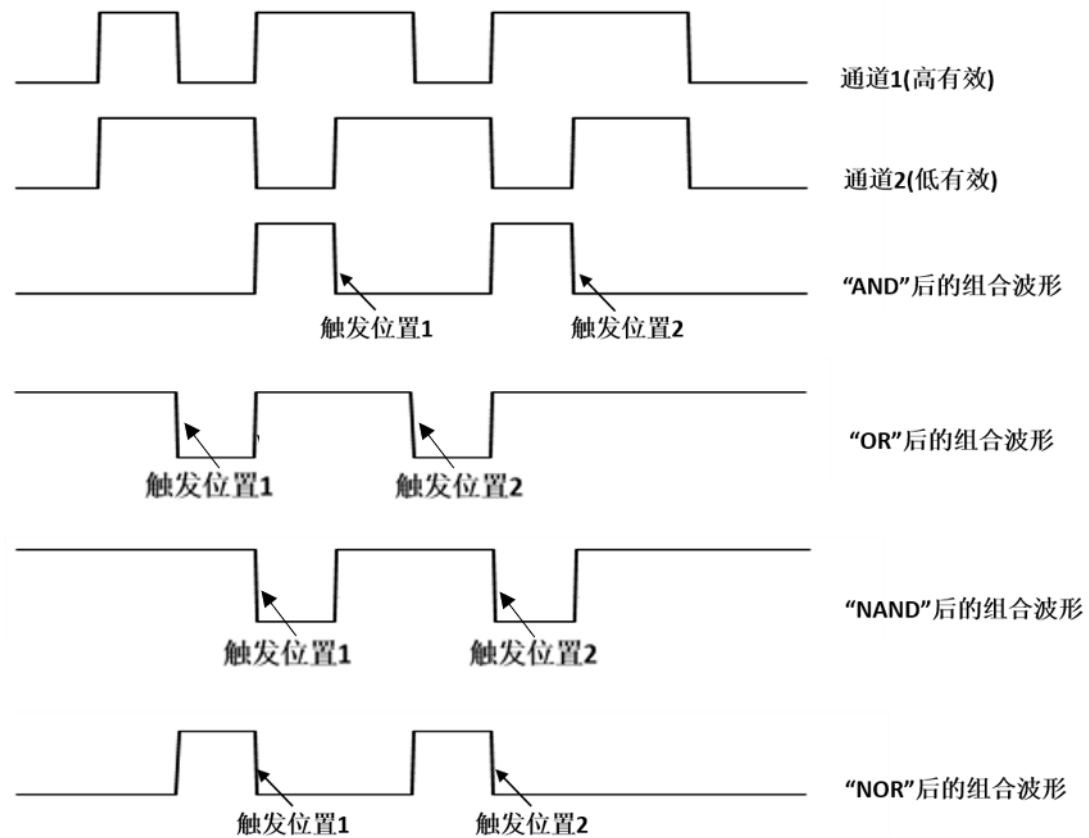 通道1(高有效)
通道2(低有效)
“AND”后的组合波形
触发位置1
触发位置2
“OR”后的组合波形
触发位置1
触发位置2
“NAND”后的组合波形
触发位置1
触发位置2
“NOR”后的组合波形
触发位置1
触发位置2